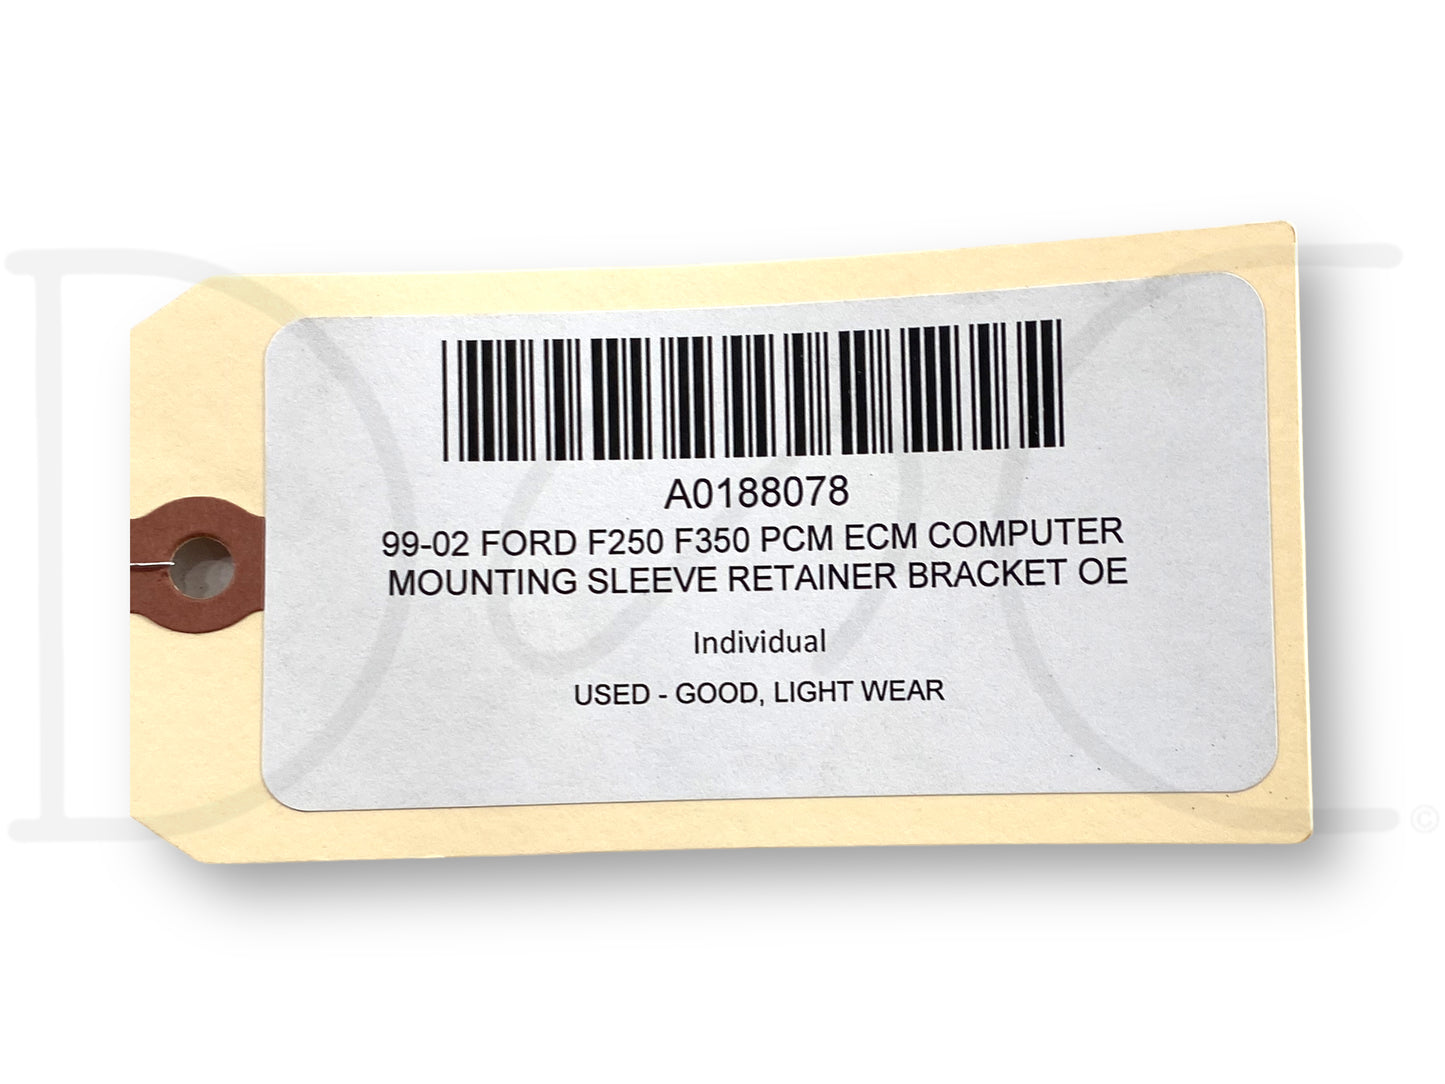 A0188078
99-02 FORD F250 F350 PCM ECM COMPUTER
MOUNTING SLEEVE RETAINER BRACKET OE
Individual
USED - GOOD, LIGHT WEAR
©